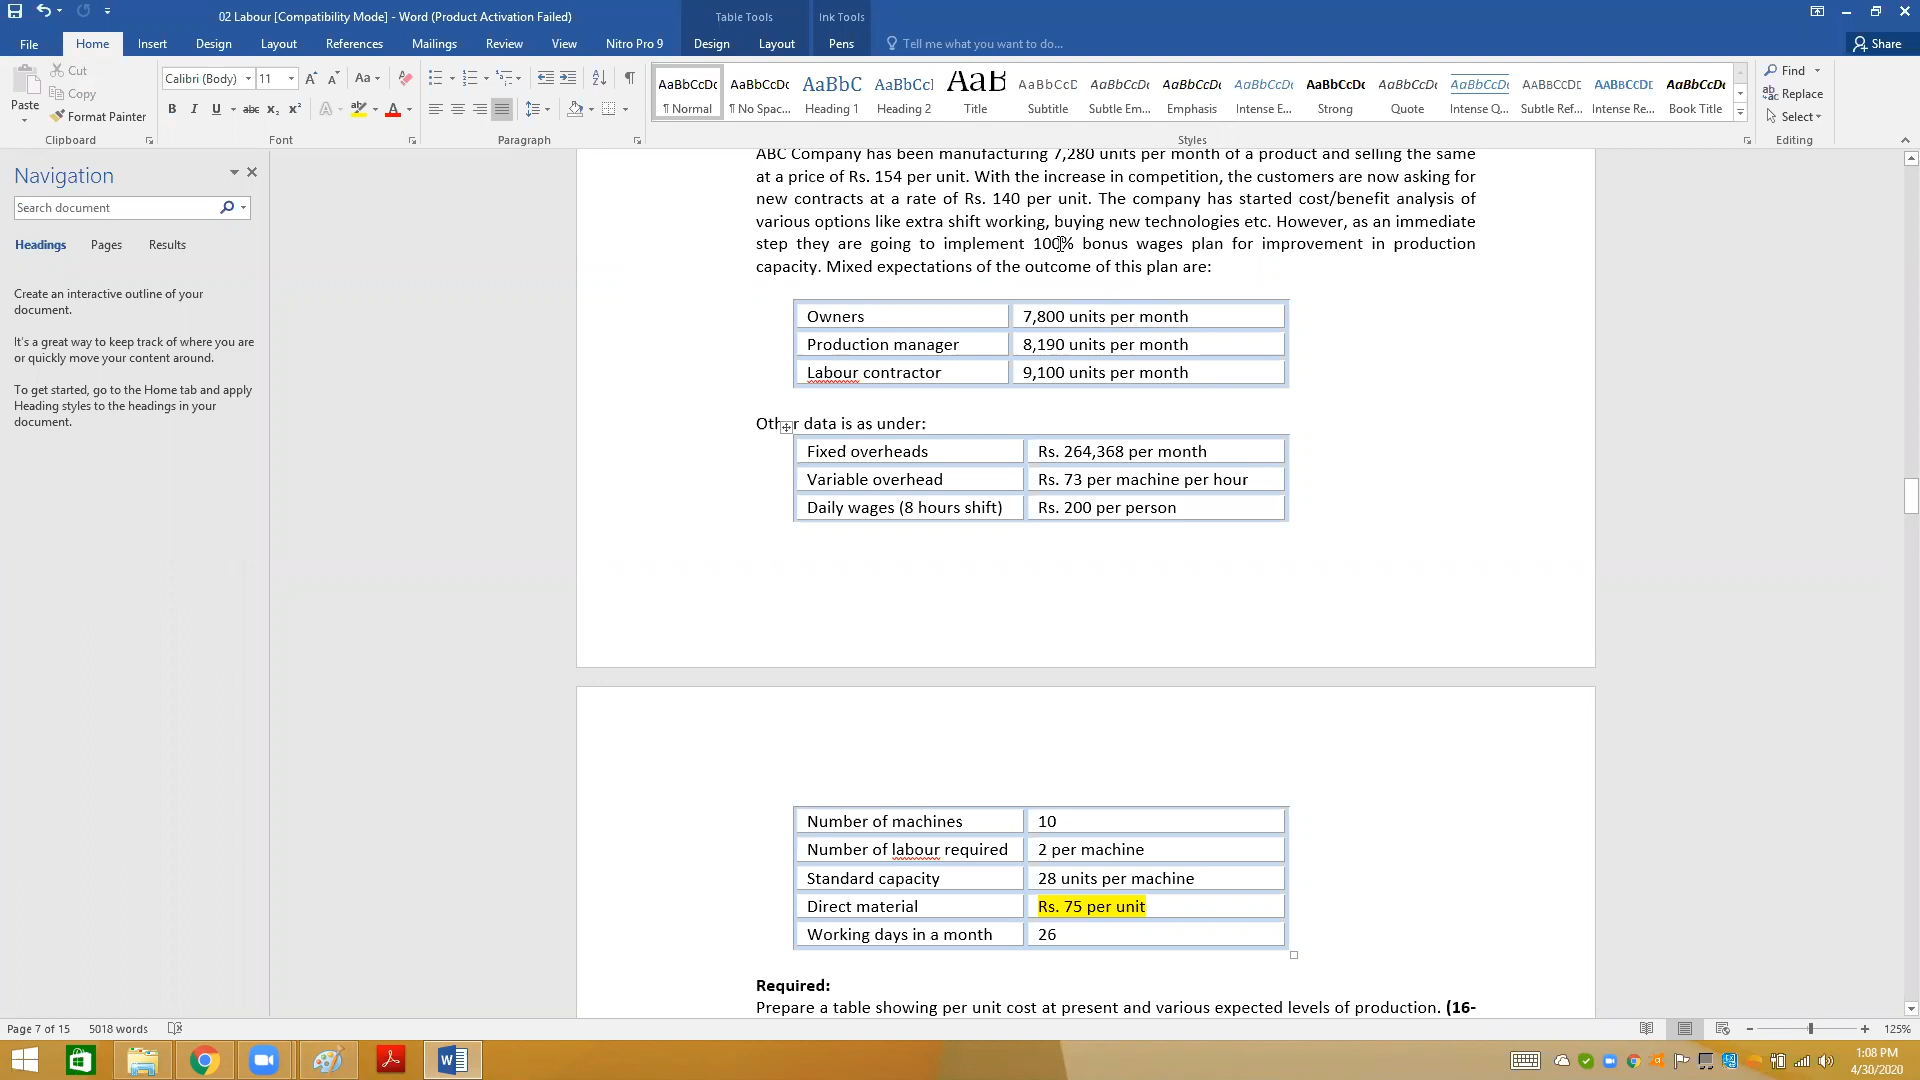 02 Labour [Compatibility Mode] - Word (Product Activation Failed)
Table Tools
Ink Tools
File
Home
Insert
Design
Layout
References
Mailings
Review
View
Nitro Pro 9
Design
Layout
Pens
Tell me what you want to do...
Share
Paste
Cut
Copy
Format Painter
Clipboard
Calibri (Body)
11
Font
Paragraph
AaBbCcDc
¶ Normal
AaBbCcDc
¶ No Spac...
AaBbC
Heading 1
AaBbCcI
Heading 2
AaB
Title
AaBbCcD
Subtitle
AaBbCcDc
Subtle Em...
AaBbCcDc
Emphasis
AaBbCcDc
Intense E...
AaBbCcDc
Strong
AaBbCcDc
Quote
AaBbCcDc
Intense Q...
AABBCCDE
Subtle Ref...
AABBCCDE
Intense Re...
AaBbCcDc
Book Title
Styles
Find
Replace
Select
Editing
Navigation
Search document
Headings
Pages
Results
Create an interactive outline of your
document.
It's a great way to keep track of where you are
or quickly move your content around.
To get started, go to the Home tab and apply
Heading styles to the headings in your
document.
ABC Company has been manufacturing 7,280 units per month of a product and selling the same
at a price of Rs. 154 per unit. With the increase in competition, the customers are now asking for
new contracts at a rate of Rs. 140 per unit. The company has started cost/benefit analysis of
various options like extra shift working, buying new technologies etc. However, as an immediate
step they are going to implement 100% bonus wages plan for improvement in production
capacity. Mixed expectations of the outcome of this plan are:
Owners 7,800 units per month
Production manager 8,190 units per month
Labour contractor 9,100 units per month
Other data is as under:
Fixed overheads Rs. 264,368 per month
Variable overhead Rs. 73 per machine per hour
Daily wages (8 hours shift) Rs. 200 per person
Number of machines 10
Number of labour required 2 per machine
Standard capacity 28 units per machine
Direct material Rs. 75 per unit
Working days in a month 26
Required:
Prepare a table showing per unit cost at present and various expected levels of production. (16-
Page 7 of 15
5018 words
125%
1:08 PM
4/30/2020